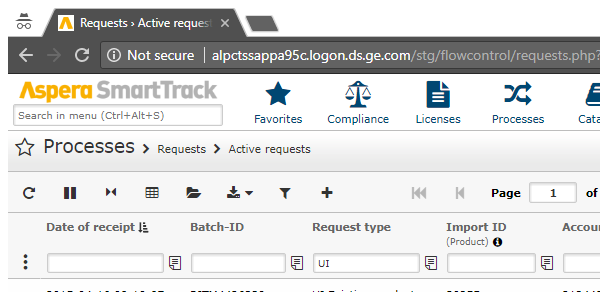 Requests › Active request
Not secure | alpctssappa95c.logon.ds.ge.com/stg/flowcontrol/requests.php?
Aspera SmartTrack
Search in menu (Ctrl+Alt+S)
Favorites Compliance Licenses Processes Cata
Processes > Requests > Active requests
Page 1 of
Date of receipt Batch-ID Request type Import ID Accou
(Product)
UI